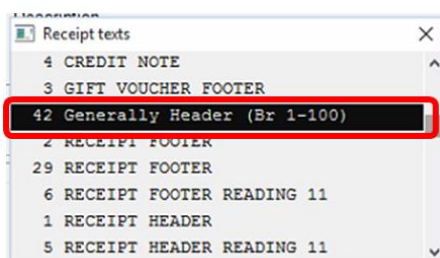 Description
Receipt texts
4 CREDIT NOTE
3 GIFT VOUCHER FOOTER
42 Generally Header (Br 1-100)
2 RECEIPT FOOTER
29 RECEIPT FOOTER
6 RECEIPT FOOTER READING 11
1 RECEIPT HEADER
5 RECEIPT HEADER READING 11